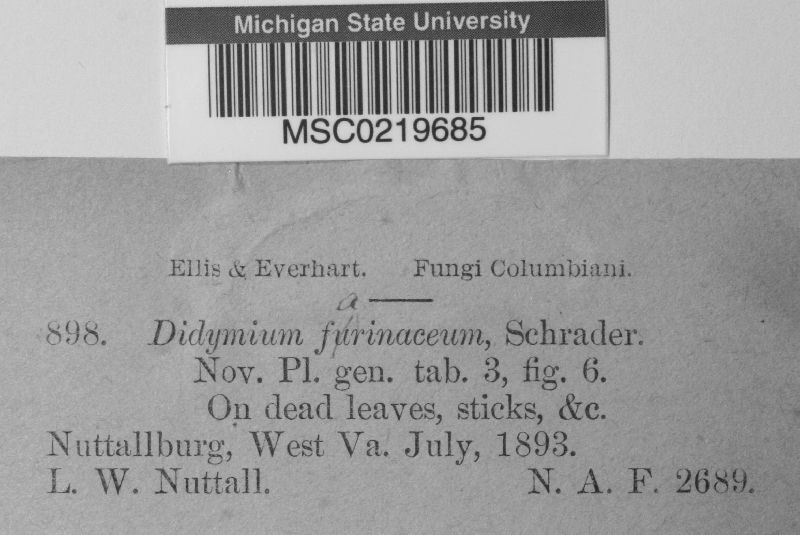 Michigan State University
MSC0219685
Ellis & Everhart. Fungi Columbiani.
a
898. Didymium furinaceum, Schrader.
Nov. Pl. gen. tab. 3, fig. 6.
On dead leaves, sticks, &c.
Nuttallburg, West Va. July, 1893.
L. W. Nuttall. N. A. F. 2689.